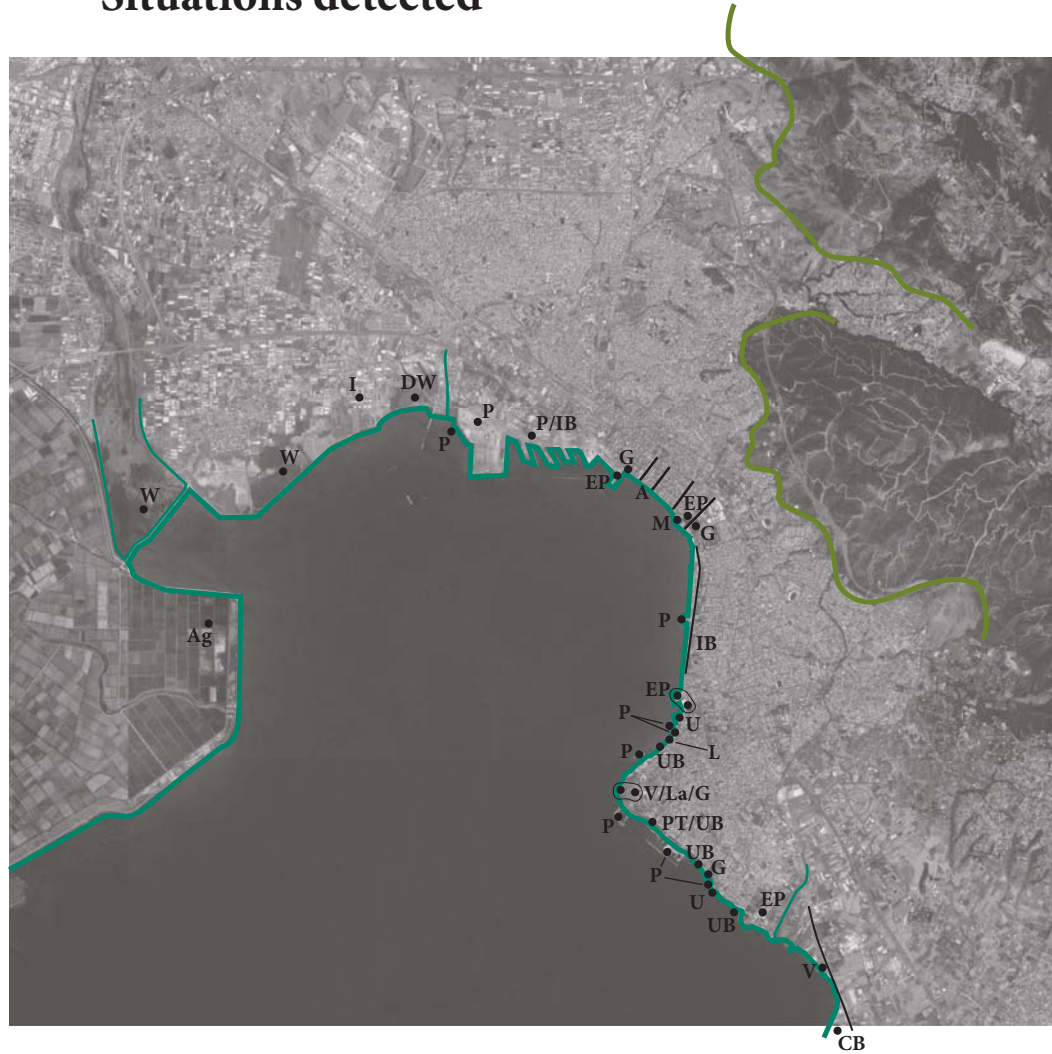 Situations detected
I
DW
P
P
P/IB
W
G
EP
W
A
EP
M
G
P
Ag
IB
EP
P
U
L
P
UB
V/La/G
P
PT/UB
UB
G
P
U
EP
UB
V
CB